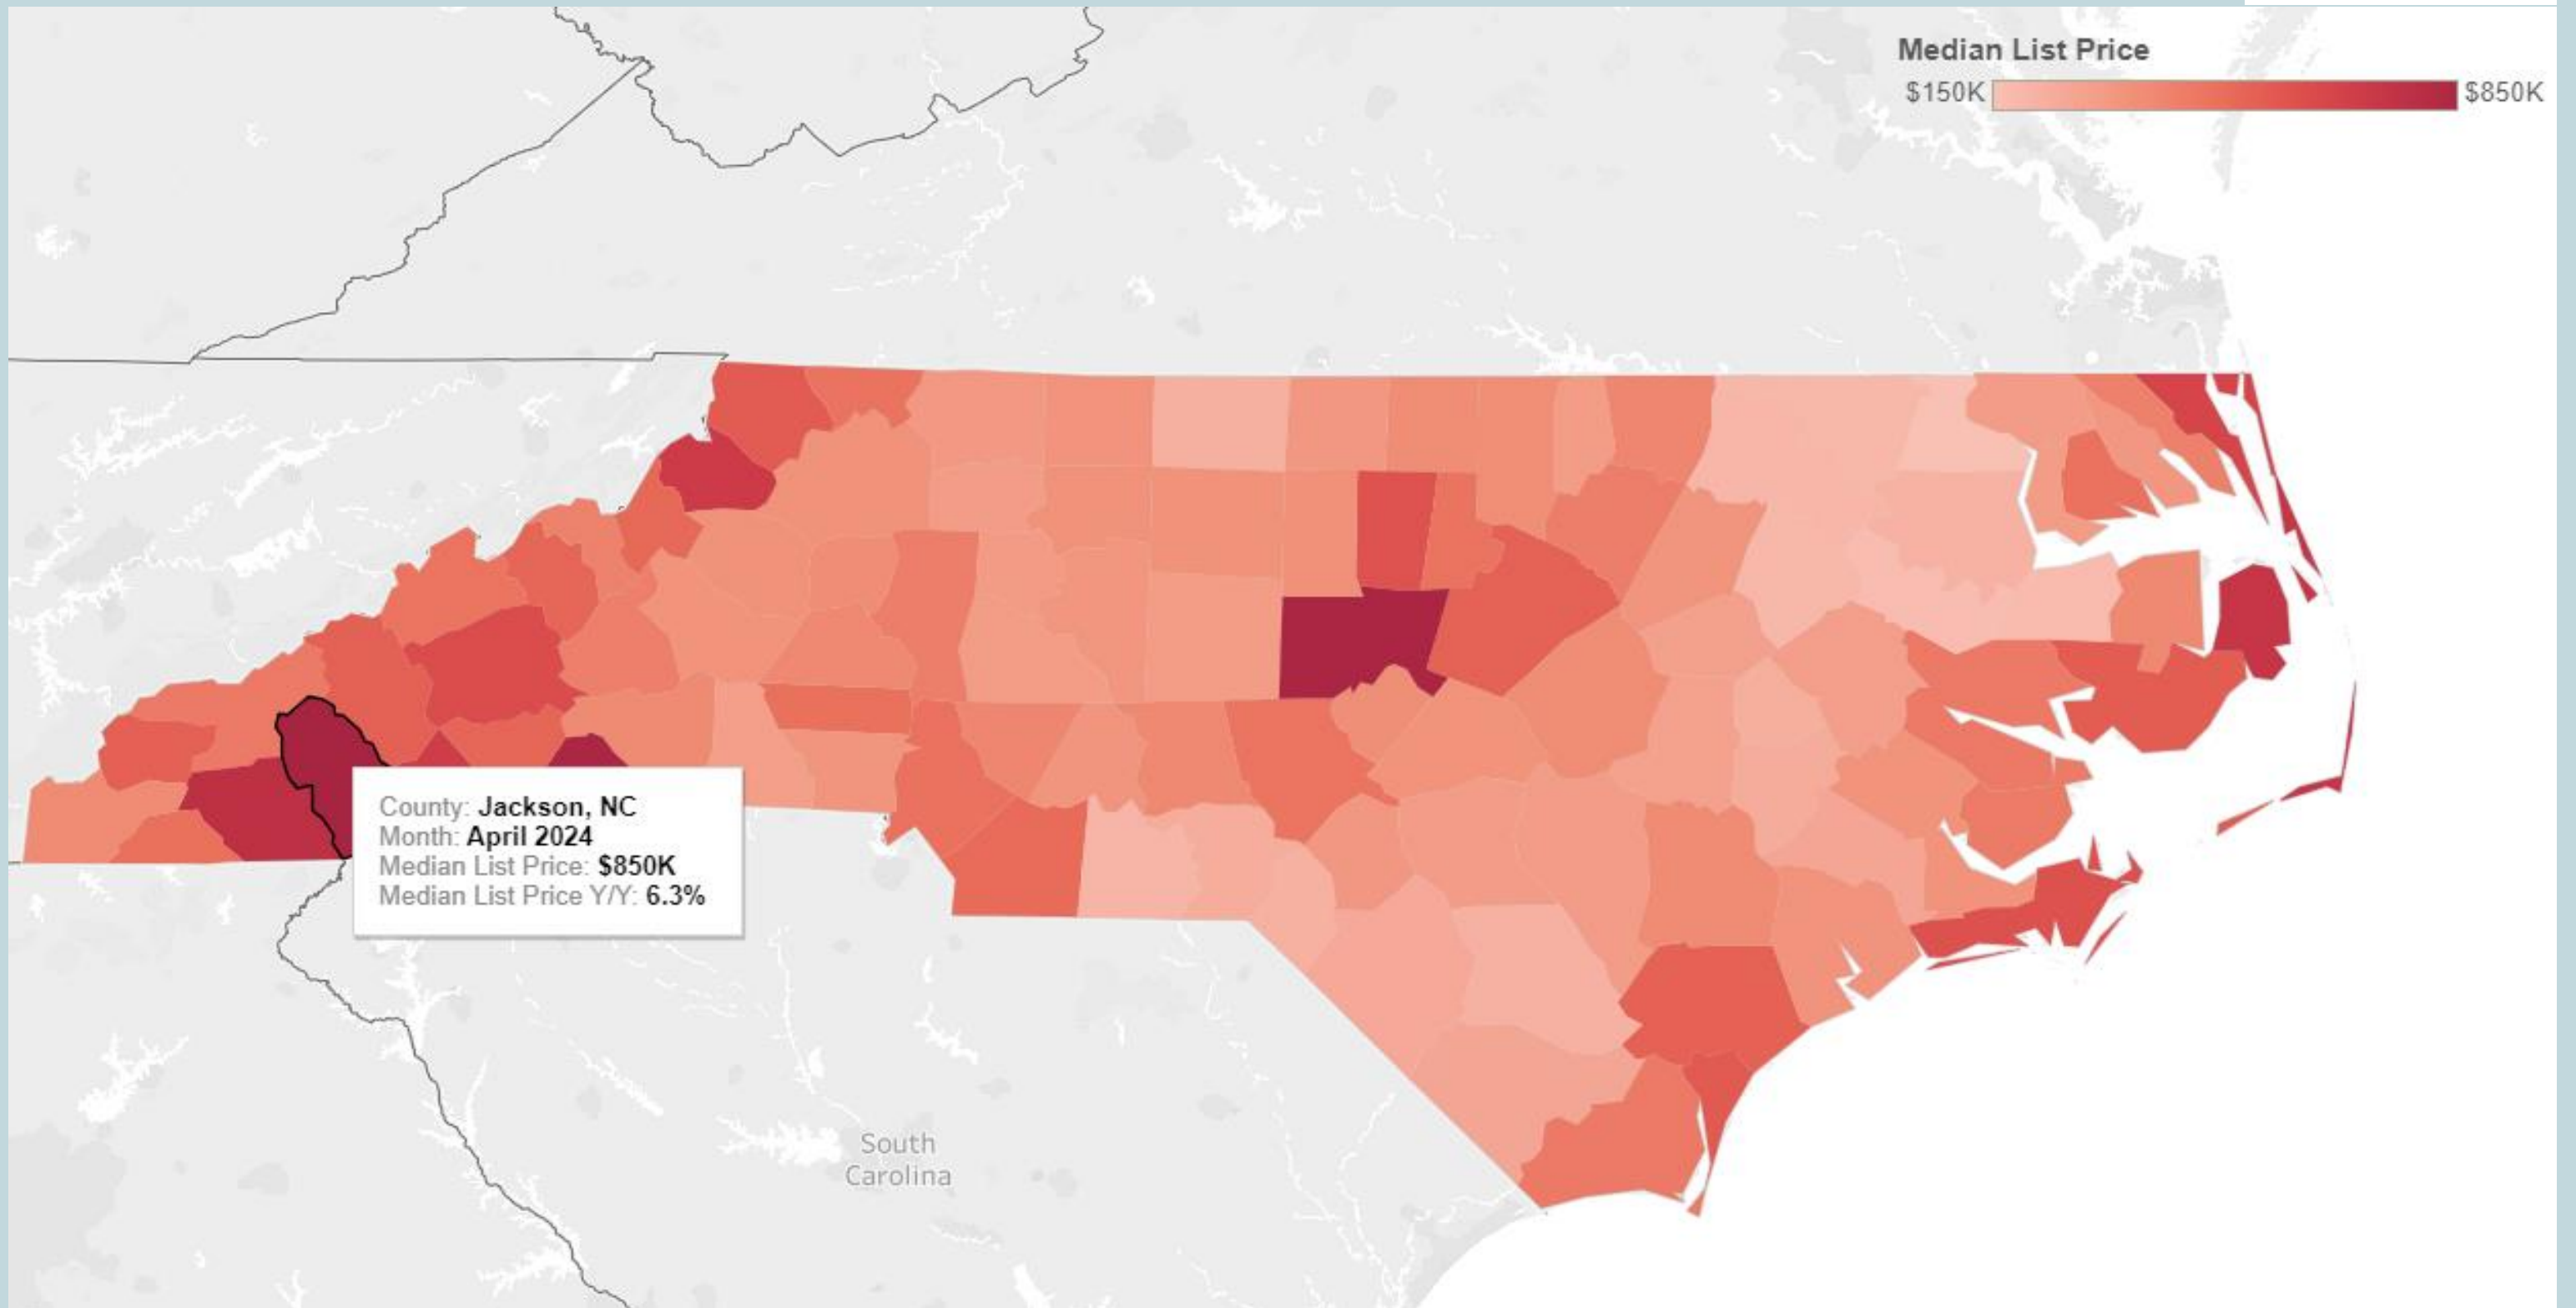 Median List Price
$150K $850K
County: Jackson, NC
Month: April 2024
Median List Price: $850K
Median List Price Y/Y: 6.3%
South
Carolina